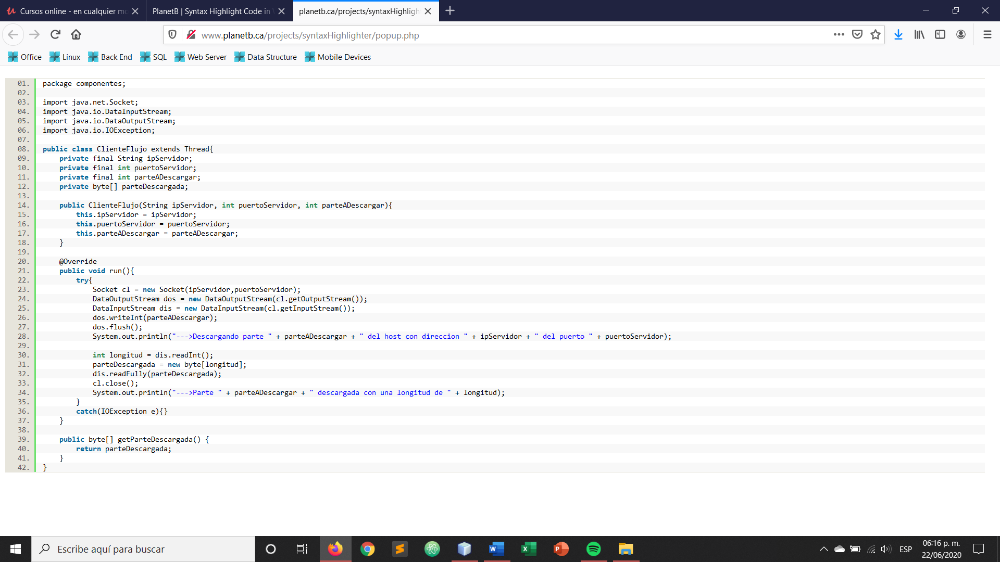 Cursos online - en cualquier mo
PlanetB | Syntax Highlight Code in W
planetb.ca/projects/syntaxHighligh
www.planetb.ca/projects/syntaxHighlighter/popup.php
Office Linux Back End SQL Web Server Data Structure Mobile Devices
01. package componentes;
02.
03. import java.net.Socket;
04. import java.io.DataInputStream;
05. import java.io.DataOutputStream;
06. import java.io.IOException;
07.
08. public class ClienteFlujo extends Thread{
09.     private final String ipServidor;
10.     private final int puertoServidor;
11.     private final int parteADescargar;
12.     private byte[] parteDescargada;
13.
14.     public ClienteFlujo(String ipServidor, int puertoServidor, int parteADescargar){
15.         this.ipServidor = ipServidor;
16.         this.puertoServidor = puertoServidor;
17.         this.parteADescargar = parteADescargar;
18.     }
19.
20.     @Override
21.     public void run(){
22.         try{
23.             Socket cl = new Socket(ipServidor,puertoServidor);
24.             DataOutputStream dos = new DataOutputStream(cl.getOutputStream());
25.             DataInputStream dis = new DataInputStream(cl.getInputStream());
26.             dos.writeInt(parteADescargar);
27.             dos.flush();
28.             System.out.println("--->Descargando parte " + parteADescargar + " del host con direccion " + ipServidor + " del puerto " + puertoServidor);
29.
30.             int longitud = dis.readInt();
31.             parteDescargada = new byte[longitud];
32.             dis.readFully(parteDescargada);
33.             cl.close();
34.             System.out.println("--->Parte " + parteADescargar + " descargada con una longitud de " + longitud);
35.         }
36.         catch(IOException e){}
37.     }
38.
39.     public byte[] getParteDescargada() {
40.         return parteDescargada;
41.     }
42. }
Escribe aquí para buscar
ESP
06:16 p. m.
22/06/2020